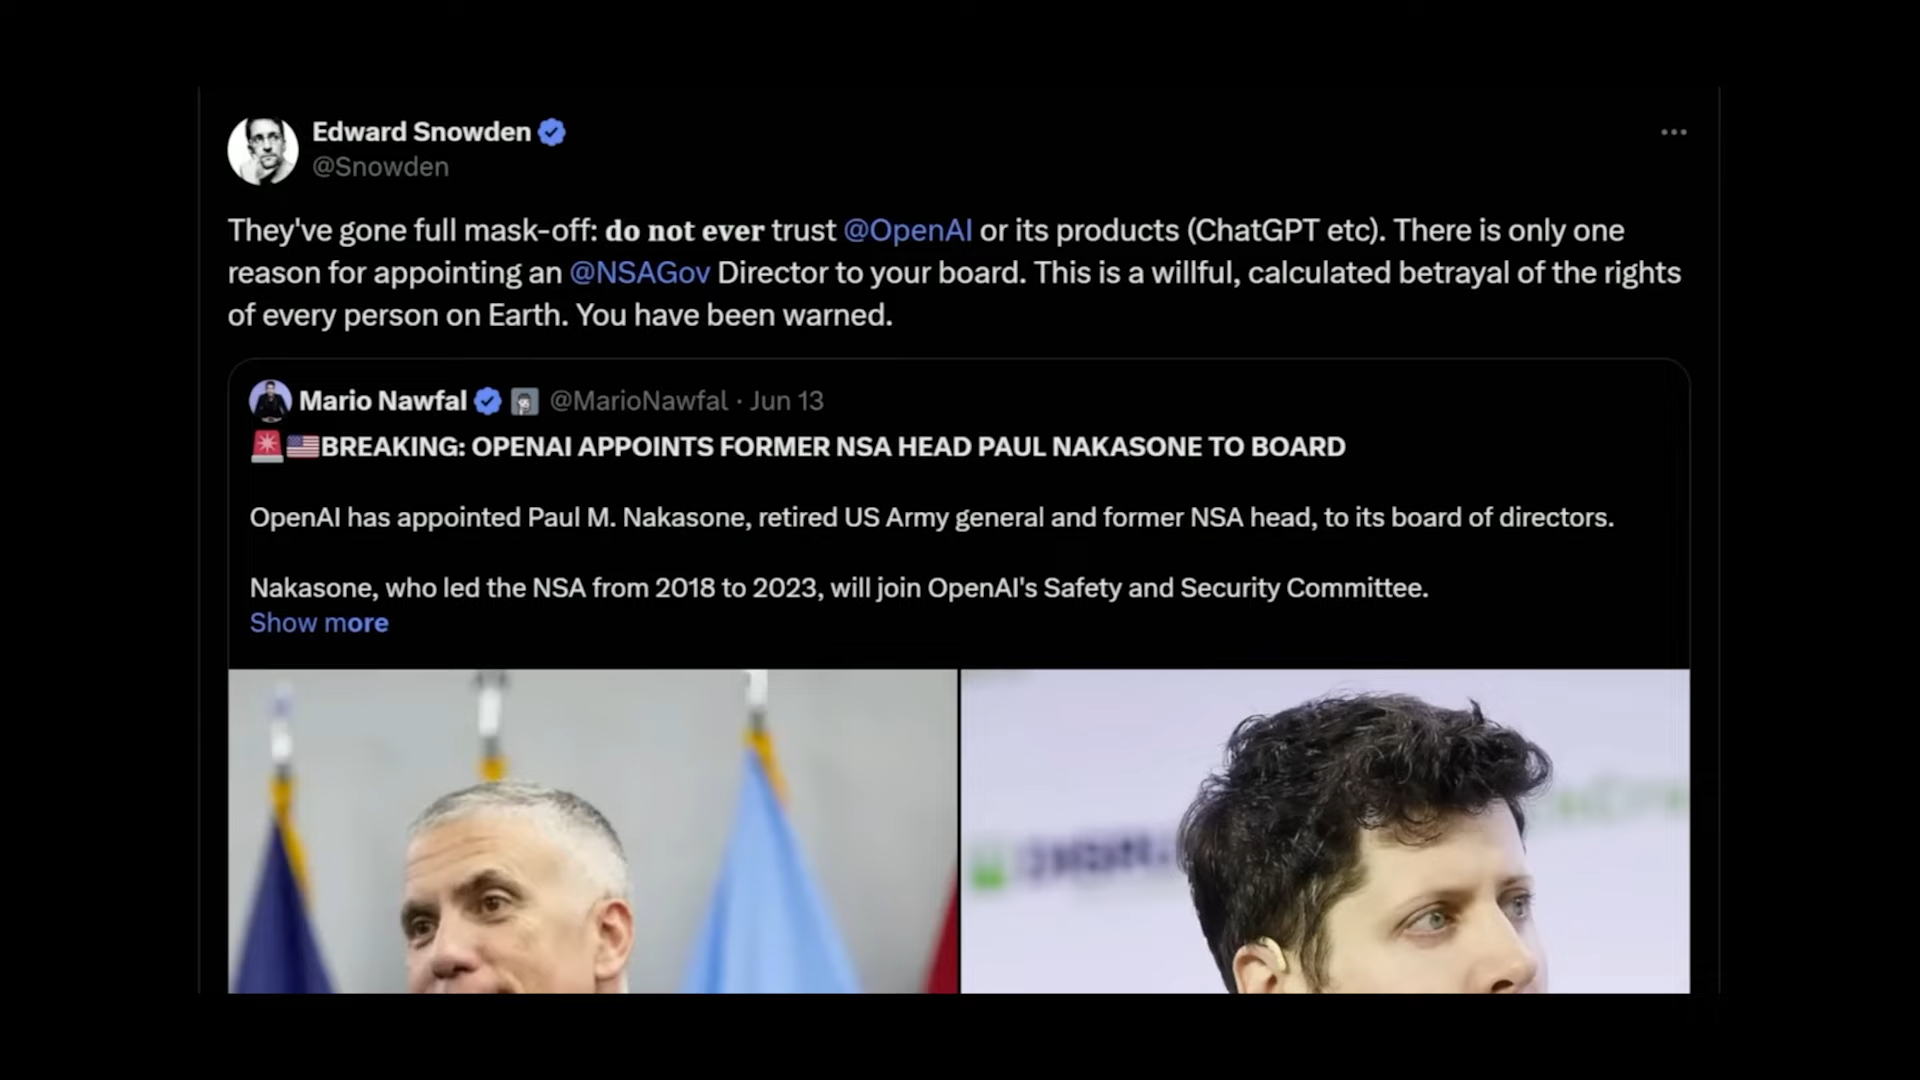 Edward Snowden
@Snowden
They've gone full mask-off: do not ever trust @OpenAI or its products (ChatGPT etc). There is only one
reason for appointing an @NSAGov Director to your board. This is a willful, calculated betrayal of the rights
of every person on Earth. You have been warned.
Mario Nawfal @MarioNawfal · Jun 13
🚨🇺🇸BREAKING: OPENAI APPOINTS FORMER NSA HEAD PAUL NAKASONE TO BOARD
OpenAI has appointed Paul M. Nakasone, retired US Army general and former NSA head, to its board of directors.
Nakasone, who led the NSA from 2018 to 2023, will join OpenAI's Safety and Security Committee.
Show more